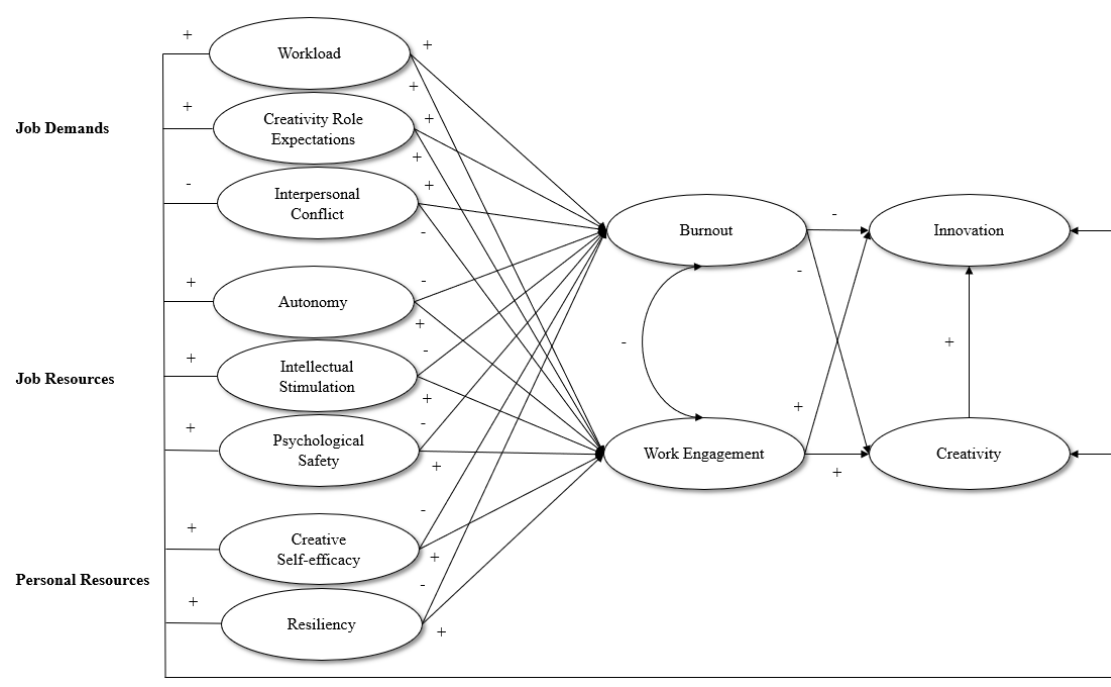 +
Workload
+
+
Job Demands
+
Creativity Role
Expectations
+
+
-
Interpersonal
Conflict
+
-
Burnout
-
-
Innovation
+
Autonomy
-
+
Job Resources
+
Intellectual
Stimulation
-
+
-
+
+
Psychological
Safety
-
+
Work Engagement
+
+
Creativity
+
Creative
Self-efficacy
-
+
Personal Resources
+
Resiliency
-
+